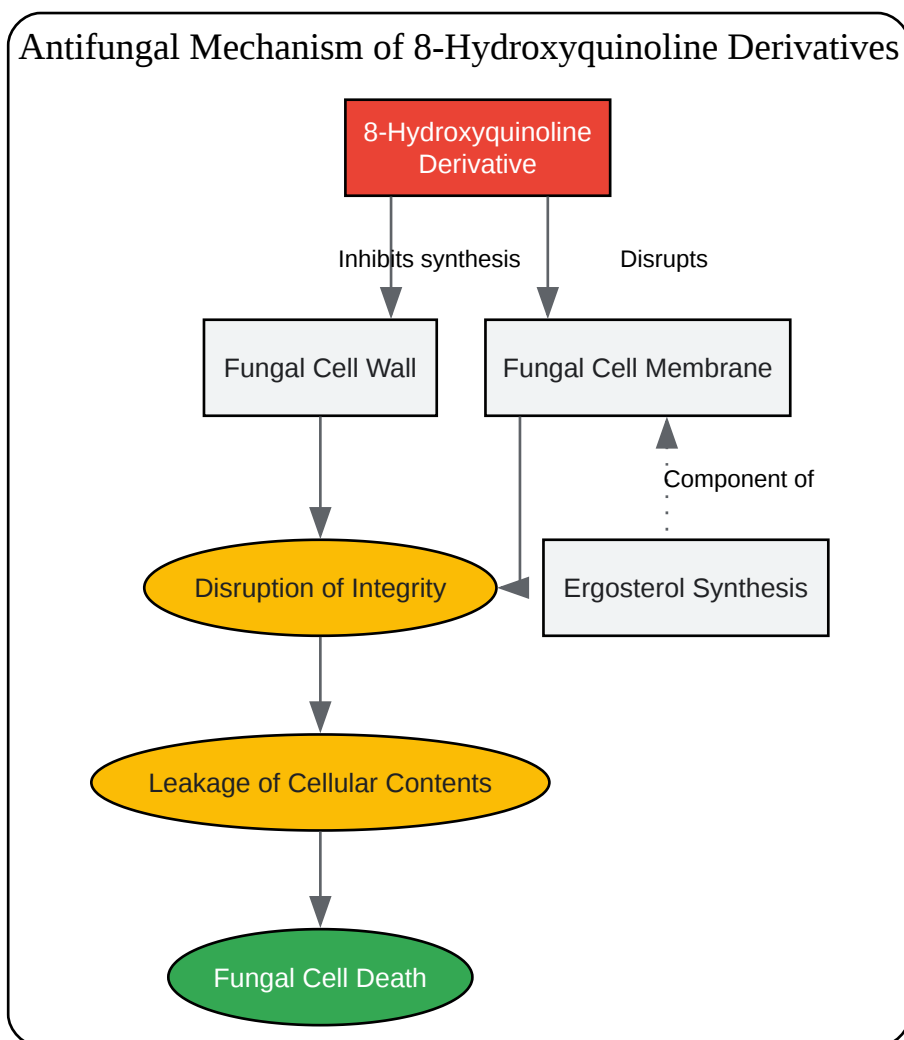 Antifungal Mechanism of 8-Hydroxyquinoline Derivatives
8-Hydroxyquinoline
Derivative
Inhibits synthesis
Disrupts
Fungal Cell Wall
Fungal Cell Membrane
Component of
Disruption of Integrity
Ergosterol Synthesis
Leakage of Cellular Contents
Fungal Cell Death